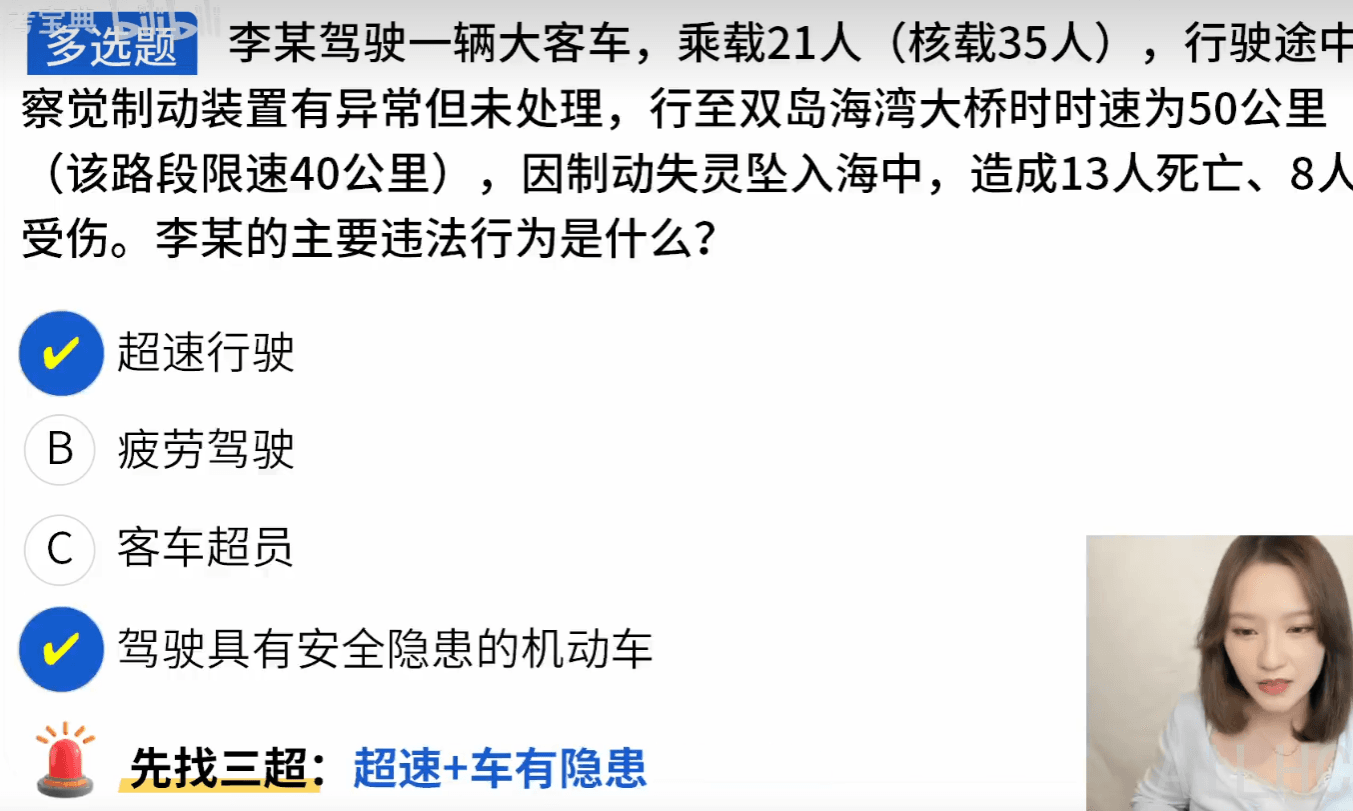 考宝典 bilibili
多选题 李某驾驶一辆大客车，乘载21人（核载35人），行驶途中
察觉制动装置有异常但未处理，行至双岛海湾大桥时时速为50公里
（该路段限速40公里），因制动失灵坠入海中，造成13人死亡、8人
受伤。李某的主要违法行为是什么？
✔ 超速行驶
B 疲劳驾驶
C 客车超员
✔ 驾驶具有安全隐患的机动车
先找三超：超速+车有隐患